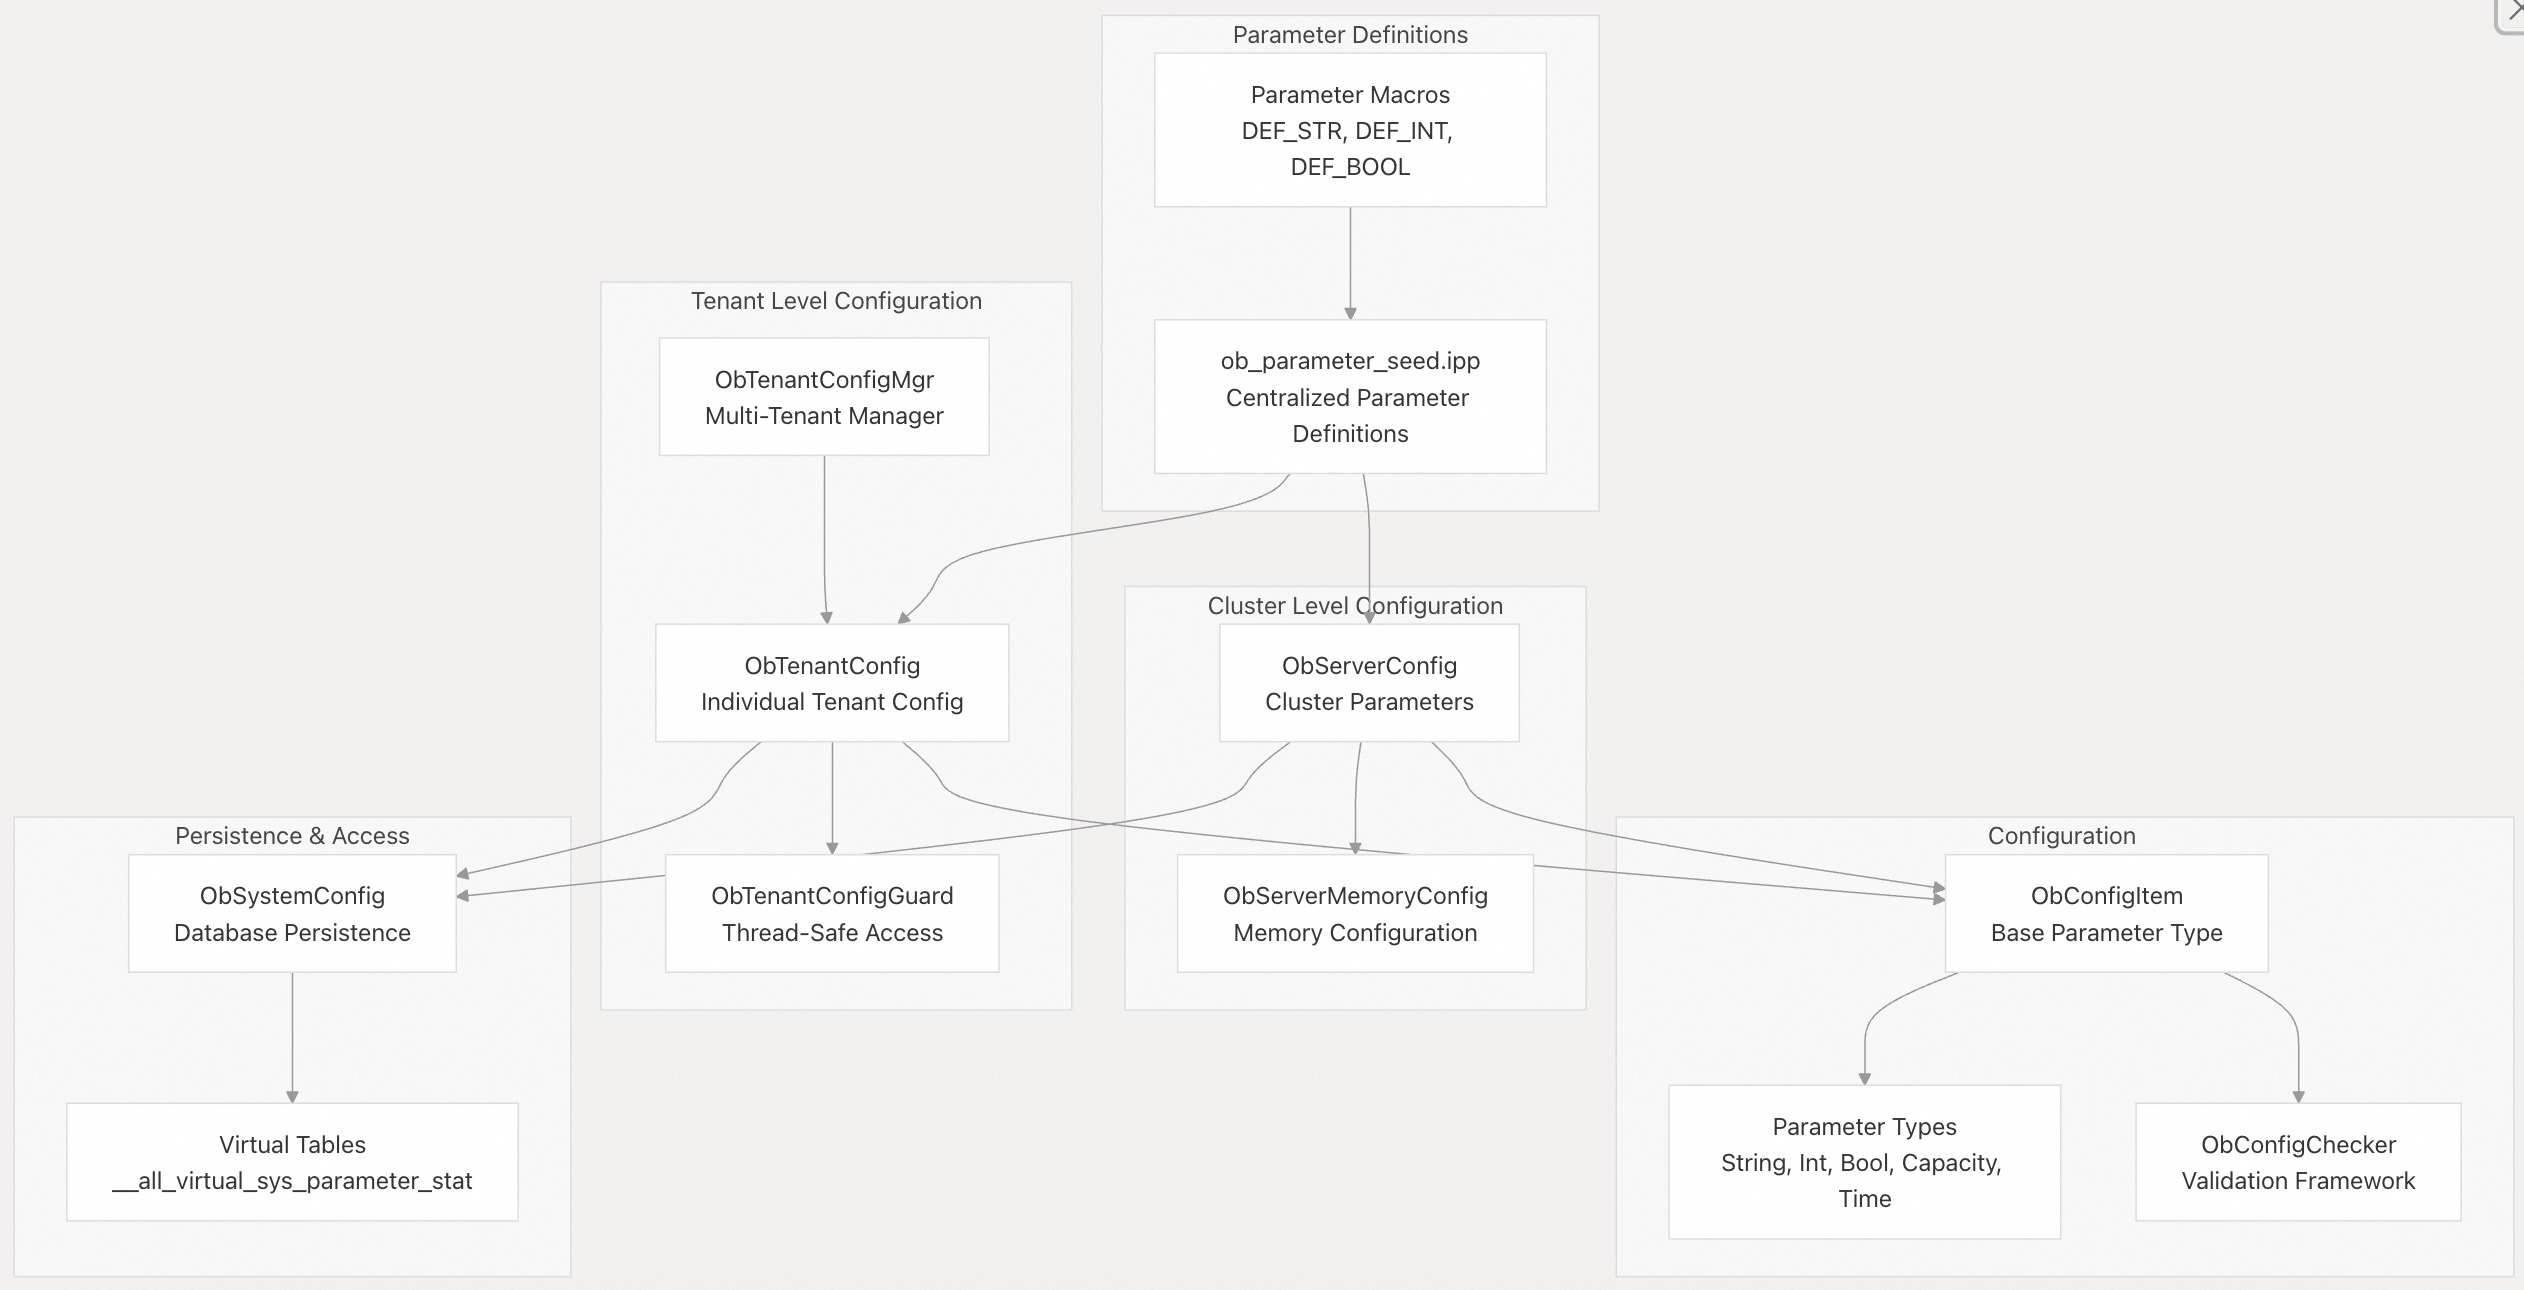 Parameter Definitions
Parameter Macros
DEF_STR, DEF_INT,
DEF_BOOL
ob_parameter_seed.ipp
Centralized Parameter
Definitions
Tenant Level Configuration
ObTenantConfigMgr
Multi-Tenant Manager
ObTenantConfig
Individual Tenant Config
ObTenantConfigGuard
Thread-Safe Access
Cluster Level Configuration
ObServerConfig
Cluster Parameters
ObServerMemoryConfig
Memory Configuration
Persistence & Access
ObSystemConfig
Database Persistence
Virtual Tables
__all_virtual_sys_parameter_stat
Configuration
ObConfigItem
Base Parameter Type
Parameter Types
String, Int, Bool, Capacity,
Time
ObConfigChecker
Validation Framework